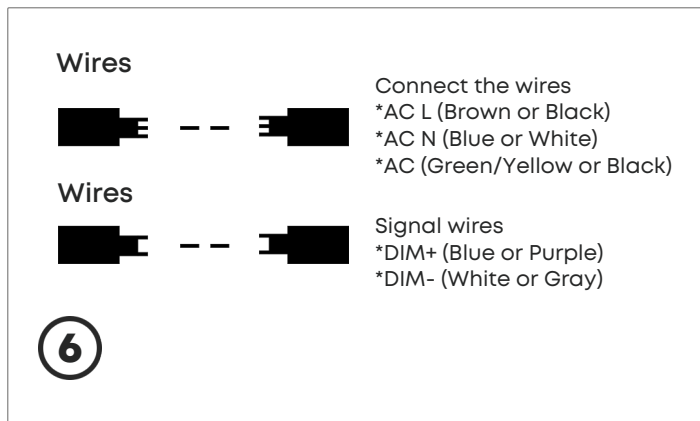 Wires
Connect the wires
*AC L (Brown or Black)
*AC N (Blue or White)
*AC (Green/Yellow or Black)
Wires
Signal wires
*DIM+ (Blue or Purple)
*DIM- (White or Gray)
6